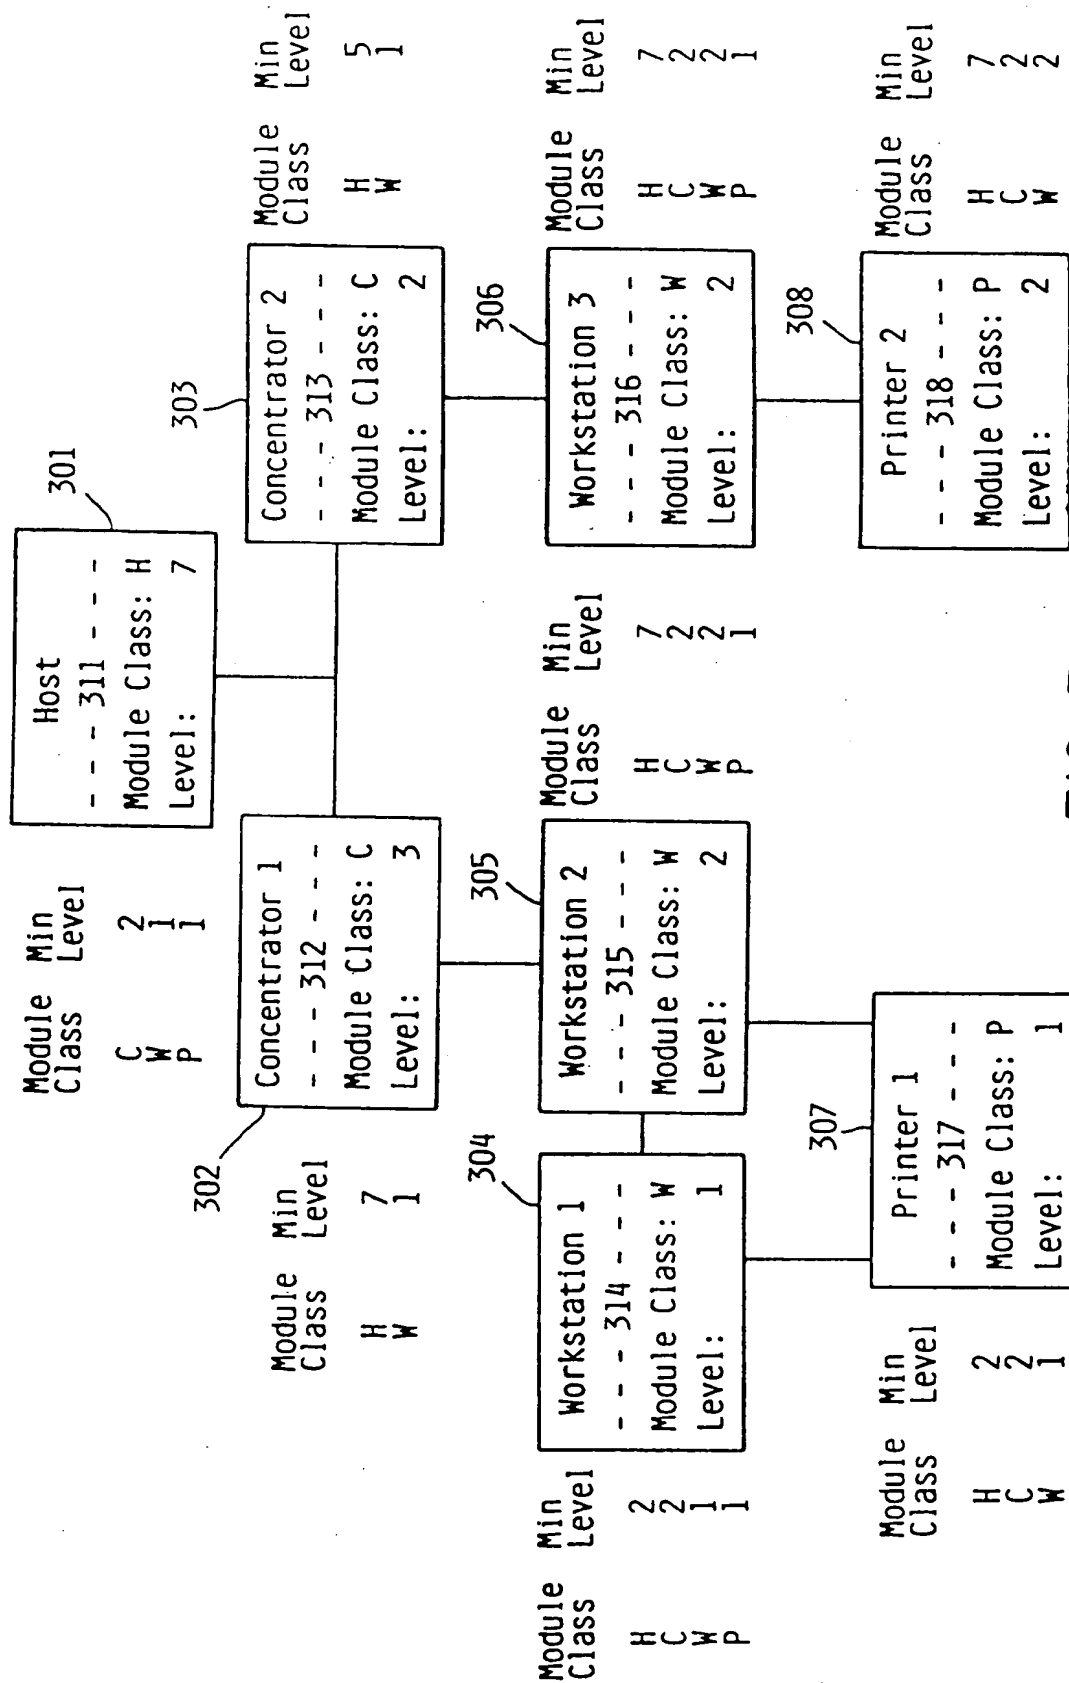 Module Min
Class Level
C 2
W 1
P 1
301
Host
- - - 311 - - -
Module Class: H
Level: 7
302
Module Min
Class Level
H 7
W 1
Concentrator 1
- - - 312 - - -
Module Class: C
Level: 3
303
Concentrator 2
- - - 313 - - -
Module Class: C
Level: 2
Module Min
Class Level
H 5
W 1
Module Min
Class Level
H 2
C 2
W 1
P 1
304
Workstation 1
- - - 314 - - -
Module Class: W
Level: 1
305
Workstation 2
- - - 315 - - -
Module Class: W
Level: 2
Module Min
Class Level
H 7
C 2
W 2
P 1
306
Workstation 3
- - - 316 - - -
Module Class: W
Level: 2
Module Min
Class Level
H 7
C 2
W 2
P 1
Module Min
Class Level
H 2
C 2
W 1
307
Printer 1
- - - 317 - - -
Module Class: P
Level: 1
308
Printer 2
- - - 318 - - -
Module Class: P
Level: 2
Module Min
Class Level
H 7
C 2
W 2